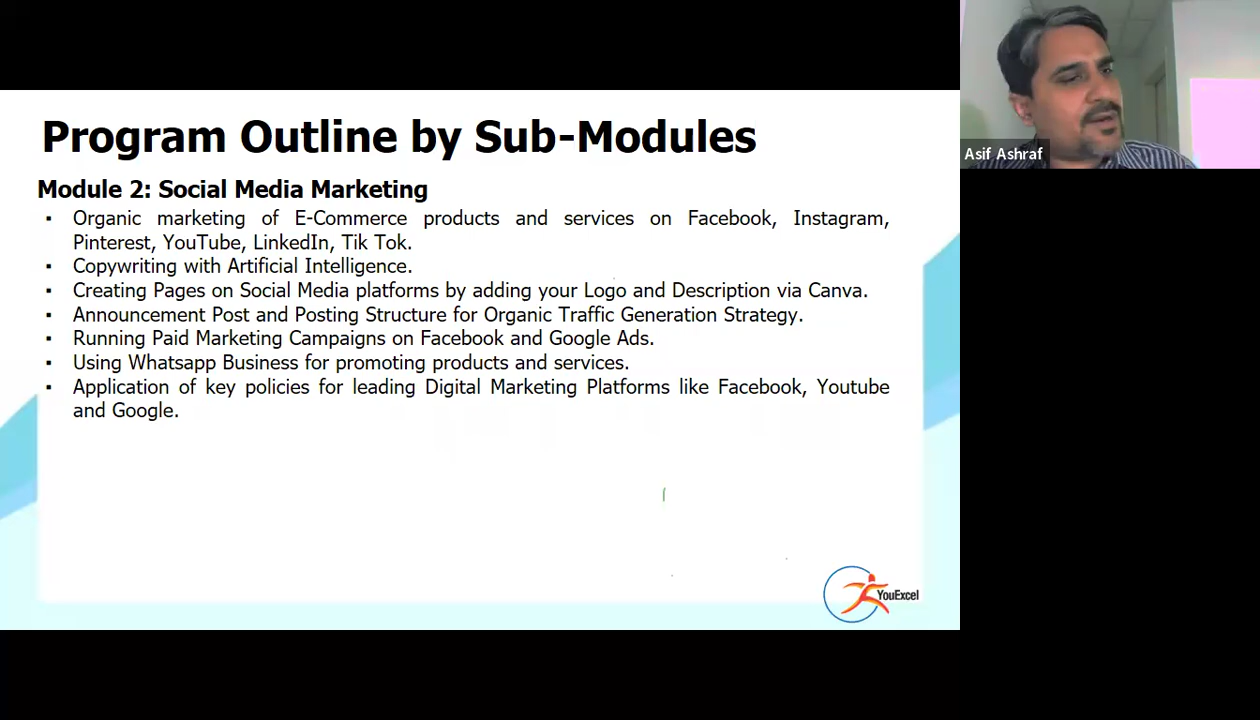 Program Outline by Sub-Modules
Module 2: Social Media Marketing
▪ Organic marketing of E-Commerce products and services on Facebook, Instagram,
Pinterest, YouTube, LinkedIn, Tik Tok.
▪ Copywriting with Artificial Intelligence.
▪ Creating Pages on Social Media platforms by adding your Logo and Description via Canva.
▪ Announcement Post and Posting Structure for Organic Traffic Generation Strategy.
▪ Running Paid Marketing Campaigns on Facebook and Google Ads.
▪ Using Whatsapp Business for promoting products and services.
▪ Application of key policies for leading Digital Marketing Platforms like Facebook, Youtube
and Google.
YouExcel
Asif Ashraf